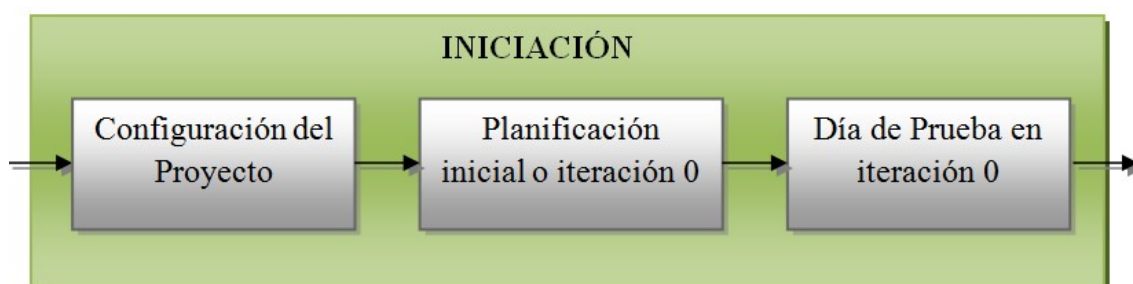 INICIACIÓN
Configuración del
Proyecto
Planificación
inicial o iteración 0
Día de Prueba en
iteración 0